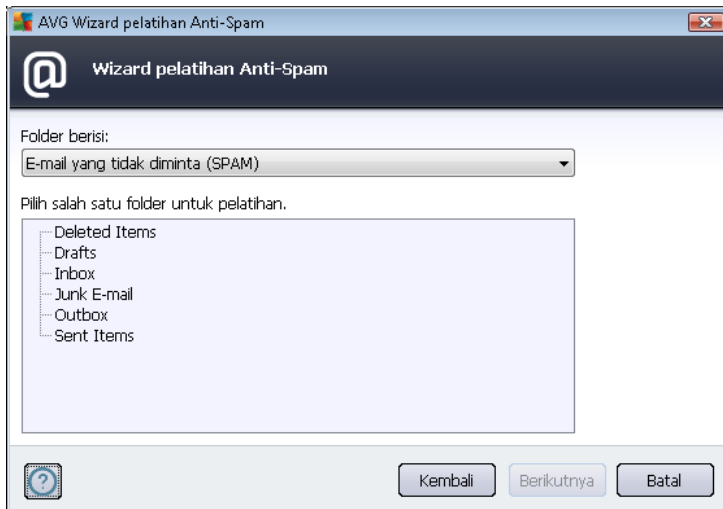 AVG Wizard pelatihan Anti-Spam
Wizard pelatihan Anti-Spam
Folder berisi:
E-mail yang tidak diminta (SPAM)
Pilih salah satu folder untuk pelatihan.
Deleted Items
Drafts
Inbox
Junk E-mail
Outbox
Sent Items
Kembali
Berikutnya
Batal